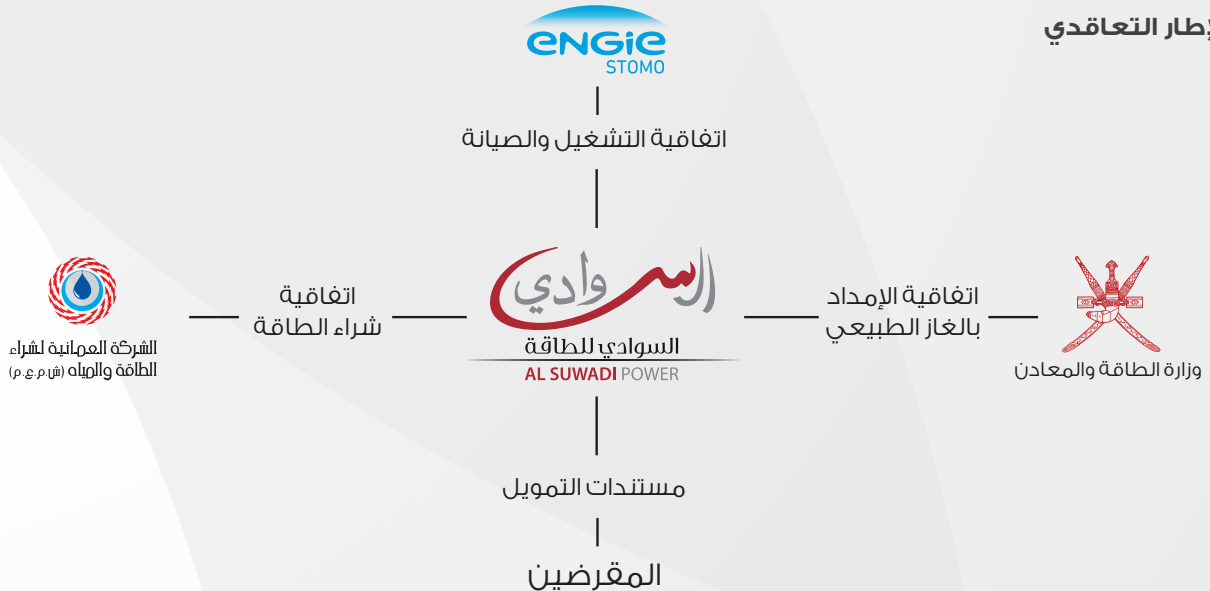 لإطار التعاقدي
ENGIE
STOMO
اتفاقية التشغيل والصيانة
اتفاقية الإمداد
بالغاز الطبيعي
وزارة الطاقة والمعادن
السوادي
السوادي للطاقة
AL SUWADI POWER
اتفاقية
شراء الطاقة
الشركة العمانية لشراء
الطاقة والمياه (ش.م.ع.م)
مستندات التمويل
المقرضين